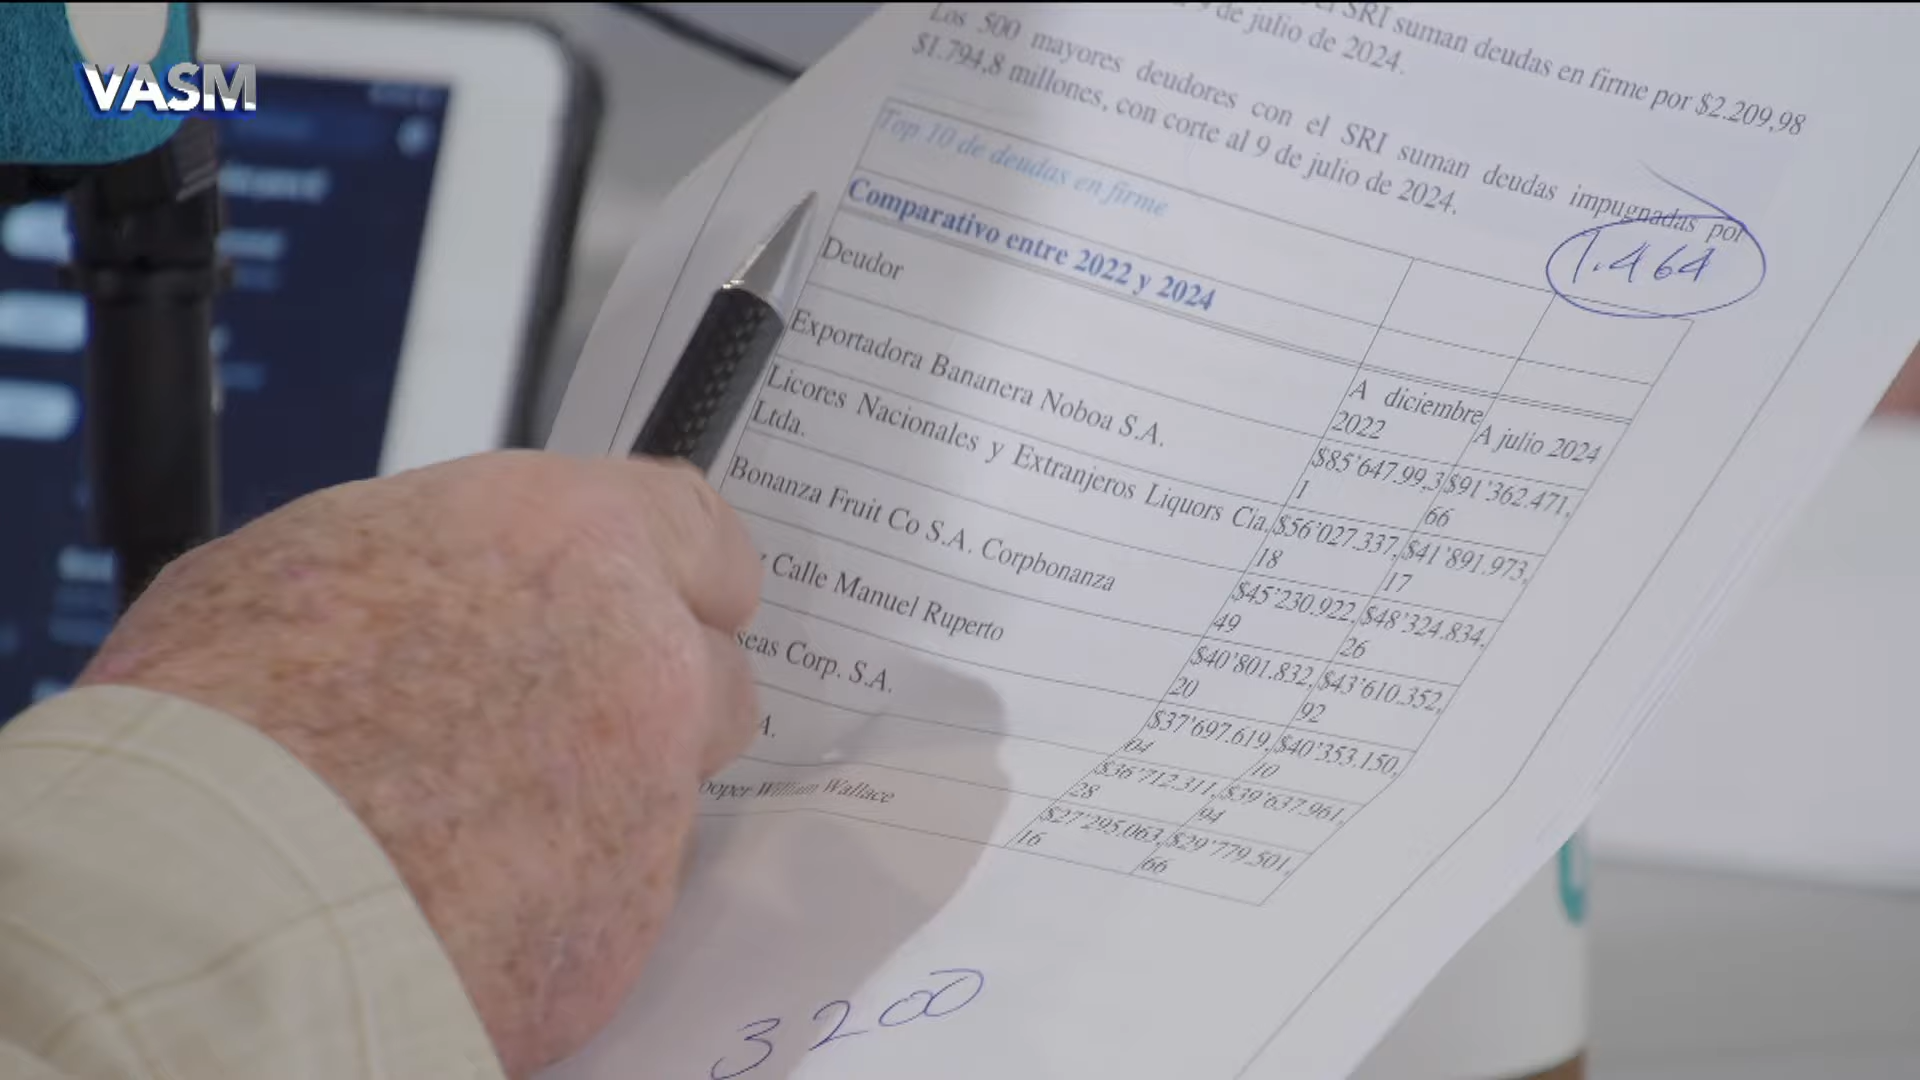 VASM
SRI suman deudas en firme por $2.209,98
9 de julio de 2024.
Los 500 mayores deudores con el SRI suman deudas impugnadas por
$1.794,8 millones, con corte al 9 de julio de 2024.
1.464
Top 10 de deudas en firme
Comparativo entre 2022 y 2024
Deudor
A diciembre 2022
A julio 2024
Exportadora Bananera Noboa S.A.
$85'647.99,3
1
$91'362.471,
66
Licores Nacionales y Extranjeros Liquors Cia.
Ltda.
$56'027.337,
18
$41'891.973,
17
Bonanza Fruit Co S.A. Corpbonanza
$45'230.922,
49
$48'324.834,
26
Calle Manuel Ruperto
$40'801.832,
20
$43'610.352,
92
seas Corp. S.A.
$37'697.619,
04
$40'353.150,
10
A.
$36'712.311,
28
$39'637.961,
94
ooper William Wallace
$27'295.063,
16
$29'779.501,
66
3200